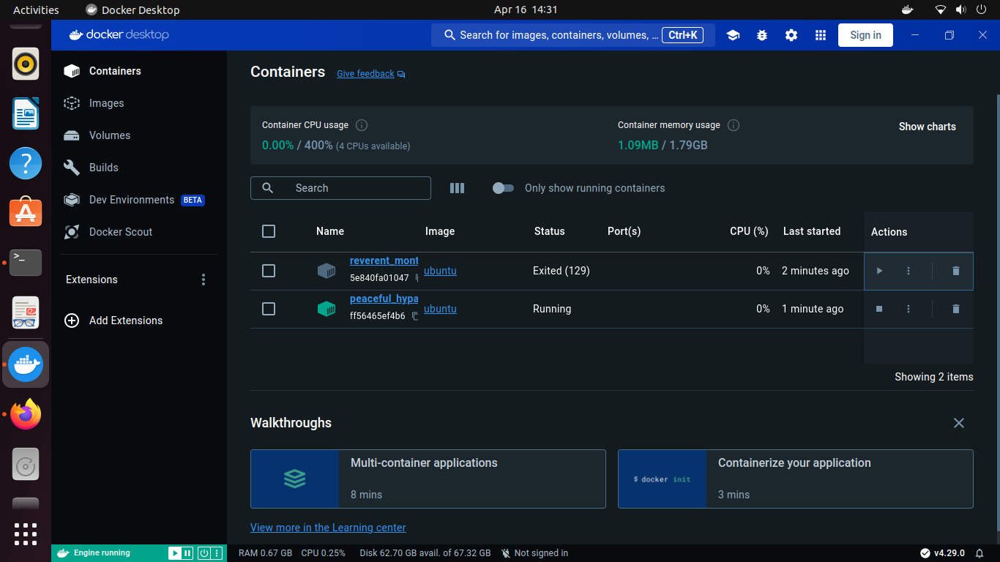 Activities Docker Desktop Apr 16 14:31
docker desktop Search for images, containers, volumes, ... Ctrl+K Sign in
Containers
Images
Volumes
Builds
Dev Environments BETA
Docker Scout
Extensions
Add Extensions
Containers Give feedback
Container CPU usage
0.00% / 400% (4 CPUs available)
Container memory usage
1.09MB / 1.79GB
Show charts
Search Only show running containers
Name Image Status Port(s) CPU (%) Last started Actions
reverent_mont
5e840fa01047
ubuntu Exited (129) 0% 2 minutes ago
peaceful_hypa
ff56465ef4b6
ubuntu Running 0% 1 minute ago
Showing 2 items
Walkthroughs
Multi-container applications
8 mins
$ docker init
Containerize your application
3 mins
View more in the Learning center
Engine running RAM 0.67 GB CPU 0.25% Disk 62.70 GB avail. of 67.32 GB Not signed in v4.29.0